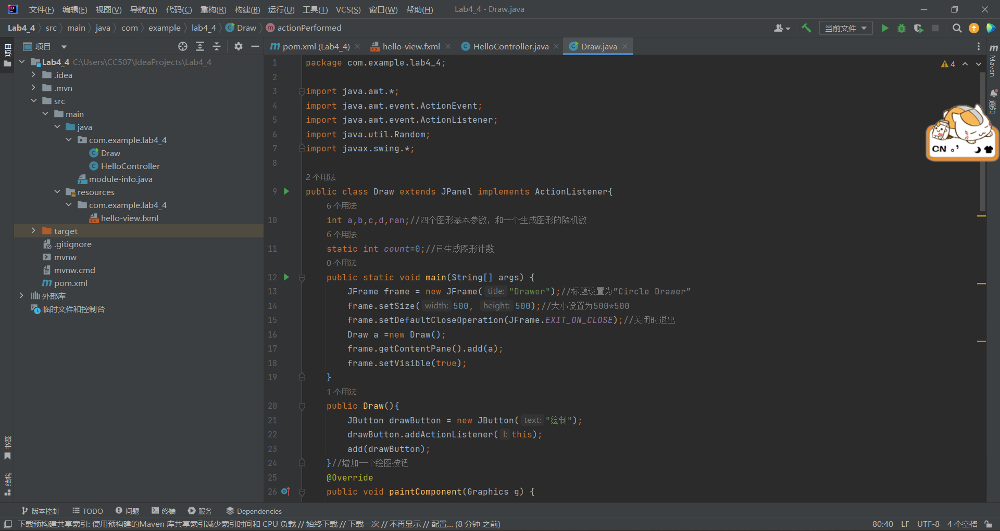 文件(F) 编辑(E) 视图(V) 导航(N) 代码(C) 重构(R) 构建(B) 运行(U) 工具(T) VCS(S) 窗口(W) 帮助(H) Lab4_4 - Draw.java
Lab4_4 src main java com example lab4_4 Draw actionPerformed 当前文件
项目
项目
pom.xml (Lab4_4) hello-view.fxml HelloController.java Draw.java
Maven
通知
Lab4_4 C:\Users\CC507\IdeaProjects\Lab4_4
.idea
.mvn
src
main
java
com.example.lab4_4
Draw
HelloController
module-info.java
resources
com.example.lab4_4
hello-view.fxml
target
.gitignore
mvnw
mvnw.cmd
pom.xml
外部库
临时文件和控制台
书签
结构
1 package com.example.lab4_4;
2
3 import java.awt.*;
4 import java.awt.event.ActionEvent;
5 import java.awt.event.ActionListener;
6 import java.util.Random;
7 import javax.swing.*;
8
2 个用法
9 public class Draw extends JPanel implements ActionListener{
6 个用法
10 int a,b,c,d,ran;//四个图形基本参数，和一个生成图形的随机数
6 个用法
11 static int count=0;//已生成图形计数
0 个用法
12 public static void main(String[] args) {
13 JFrame frame = new JFrame( title: "Drawer");//标题设置为”Circle Drawer”
14 frame.setSize( width: 500, height: 500);//大小设置为500*500
15 frame.setDefaultCloseOperation(JFrame.EXIT_ON_CLOSE);//关闭时退出
16 Draw a =new Draw();
17 frame.getContentPane().add(a);
18 frame.setVisible(true);
19 }
1 个用法
20 public Draw(){
21 JButton drawButton = new JButton( text: "绘制");
22 drawButton.addActionListener( l: this);
23 add(drawButton);
24 }//增加一个绘图按钮
25 @Override
26 public void paintComponent(Graphics g) {
4
CN 。’
版本控制 TODO 问题 终端 服务 Dependencies
下载预构建共享索引: 使用预构建的Maven 库共享索引减少索引时间和 CPU 负载 // 始终下载 // 下载一次 // 不再显示 // 配置... (8 分钟 之前) 80:40 LF UTF-8 4 个空格